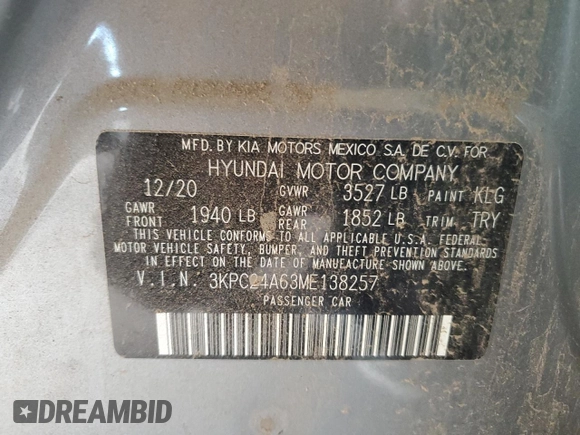 MFD. BY KIA MOTORS MEXICO S.A. DE C.V. FOR
HYUNDAI MOTOR COMPANY
12/20 GVWR 3527 LB PAINT KLG
GAWR FRONT 1940 LB GAWR REAR 1852 LB TRIM TRY
THIS VEHICLE CONFORMS TO ALL APPLICABLE U.S.A. FEDERAL
MOTOR VEHICLE SAFETY, BUMPER, AND THEFT PREVENTION STANDARDS
IN EFFECT ON THE DATE OF MANUFACTURE SHOWN ABOVE.
V.I.N. 3KPC24A63ME138257
PASSENGER CAR
DREAMBID